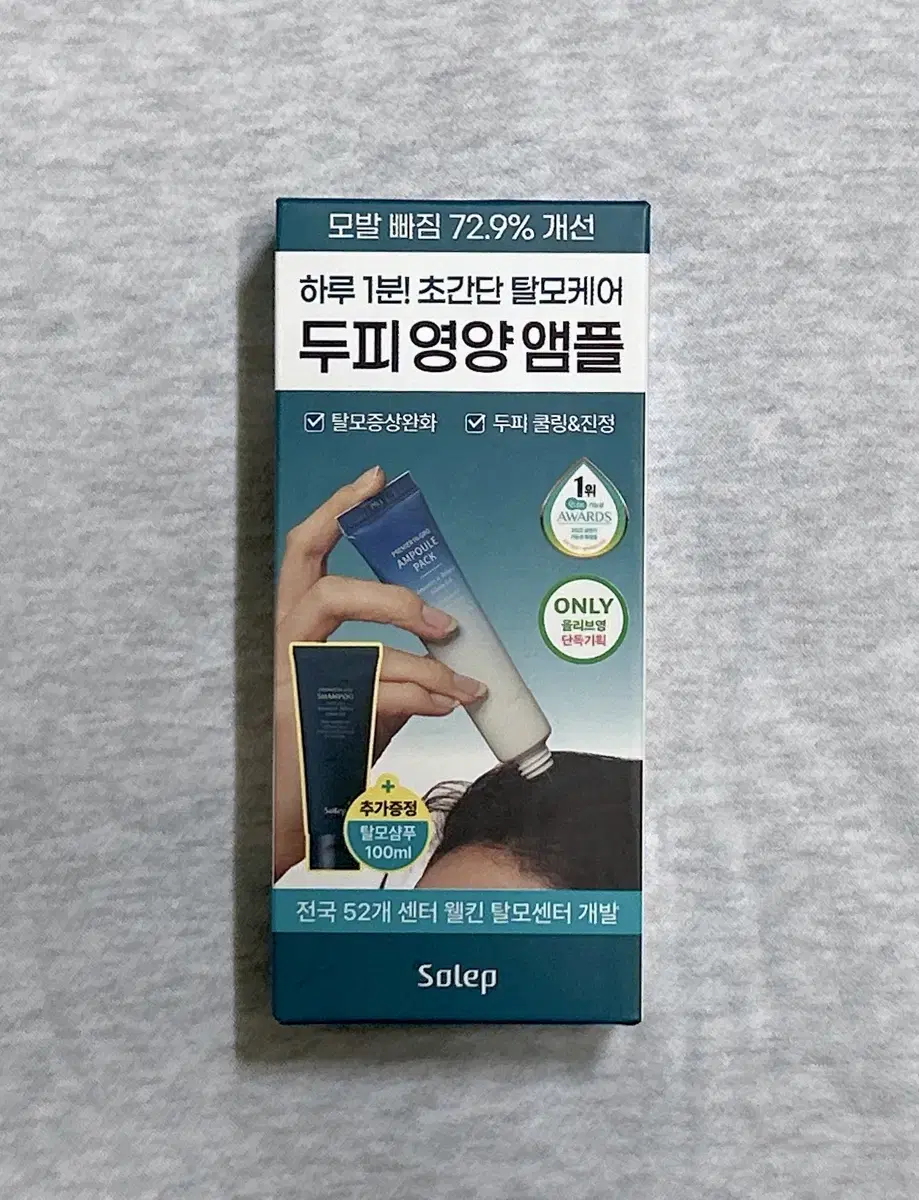 모발 빠짐 72.9% 개선
하루 1분! 초간단 탈모케어
두피 영양 앰플
탈모증상완화
두피 쿨링&진정
1위
AWARDS
ONLY
올리브영
단독기획
AMPOULE
PACK
SHAMPOO
Solep
+
추가증정
탈모샴푸
100ml
전국 52개 센터 웰킨 탈모센터 개발
Solep